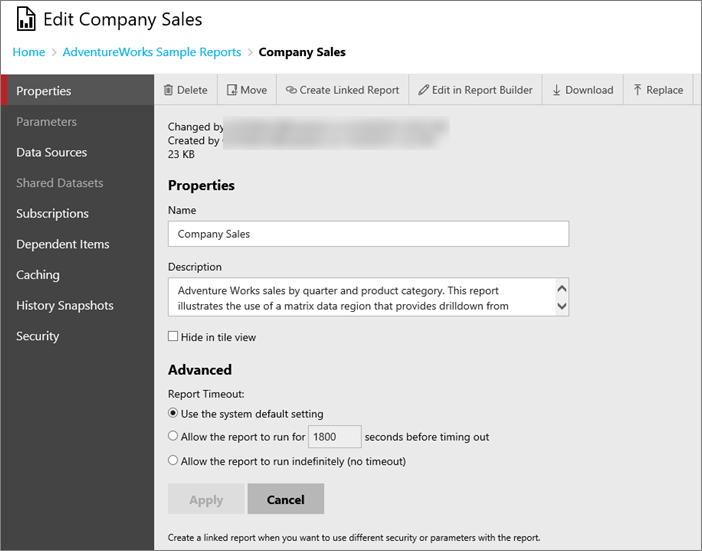 Edit Company Sales
Home > AdventureWorks Sample Reports > Company Sales
Properties
Parameters
Data Sources
Shared Datasets
Subscriptions
Dependent Items
Caching
History Snapshots
Security
Delete
Move
Create Linked Report
Edit in Report Builder
Download
Replace
Changed by
Created by
23 KB
Properties
Name
Company Sales
Description
Adventure Works sales by quarter and product category. This report
illustrates the use of a matrix data region that provides drilldown from
Hide in tile view
Advanced
Report Timeout:
Use the system default setting
Allow the report to run for 1800 seconds before timing out
Allow the report to run indefinitely (no timeout)
Apply
Cancel
Create a linked report when you want to use different security or parameters with the report.